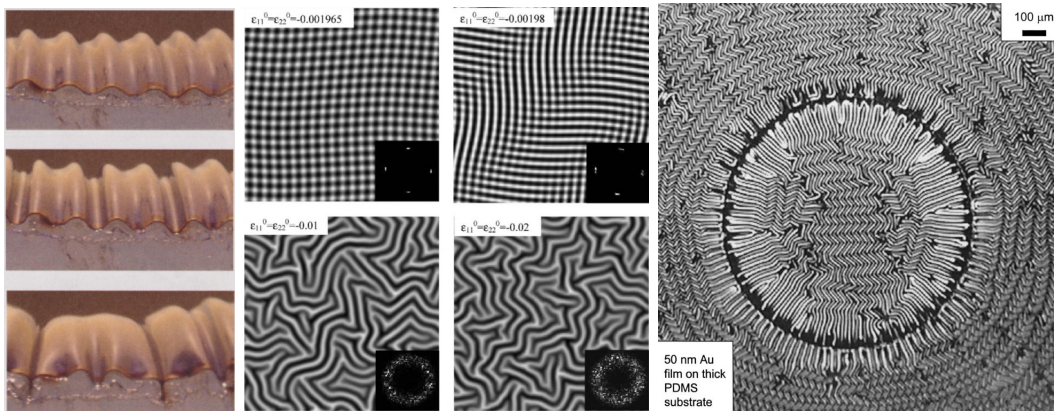 ε₁₁⁰=ε₂₂⁰=-0.001965
ε₁₁⁰=ε₂₂⁰=-0.00198
ε₁₁⁰=ε₂₂⁰=-0.01
ε₁₁⁰=ε₂₂⁰=-0.02
100 μm
50 nm Au
film on thick
PDMS
substrate